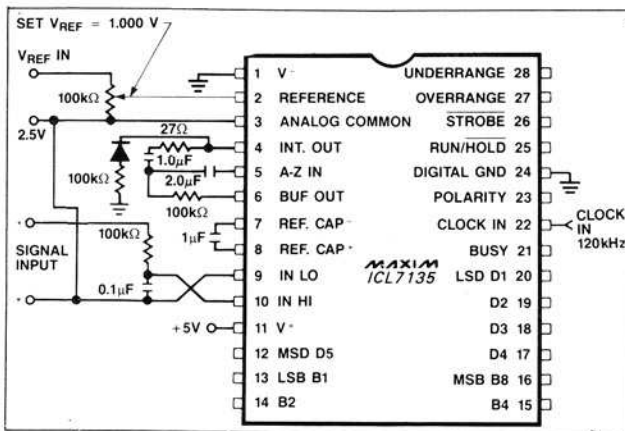 SET VREF = 1.000 V
VREF IN
100kΩ
2.5V
27Ω
1.0µF
100kΩ
2.0µF
100kΩ
100kΩ
1µF
SIGNAL
INPUT
0.1µF
+5V
1 V-
2 REFERENCE
3 ANALOG COMMON
4 INT. OUT
5 A-Z IN
6 BUF OUT
7 REF. CAP-
8 REF. CAP+
9 IN LO
10 IN HI
11 V+
12 MSD D5
13 LSB B1
14 B2
MAXIM
ICL7135
UNDERRANGE 28
OVERRANGE 27
STROBE 26
RUN/HOLD 25
DIGITAL GND 24
POLARITY 23
CLOCK IN 22
BUSY 21
LSD D1 20
D2 19
D3 18
D4 17
MSB B8 16
B4 15
CLOCK
IN
120kHz